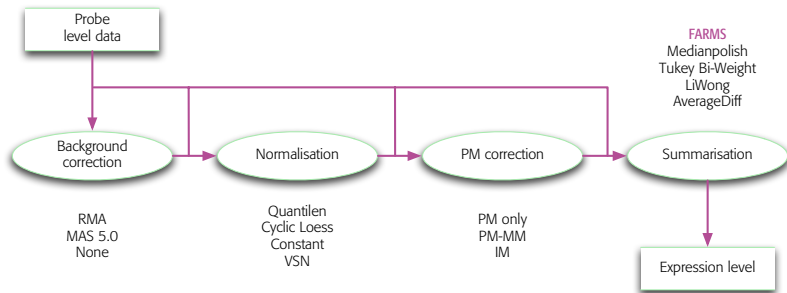 Probe
level data
FARMS
Medianpolish
Tukey Bi-Weight
LiWong
AverageDiff
Background
correction
Normalisation
PM correction
Summarisation
RMA
MAS 5.0
None
Quantilen
Cyclic Loess
Constant
VSN
PM only
PM-MM
IM
Expression level